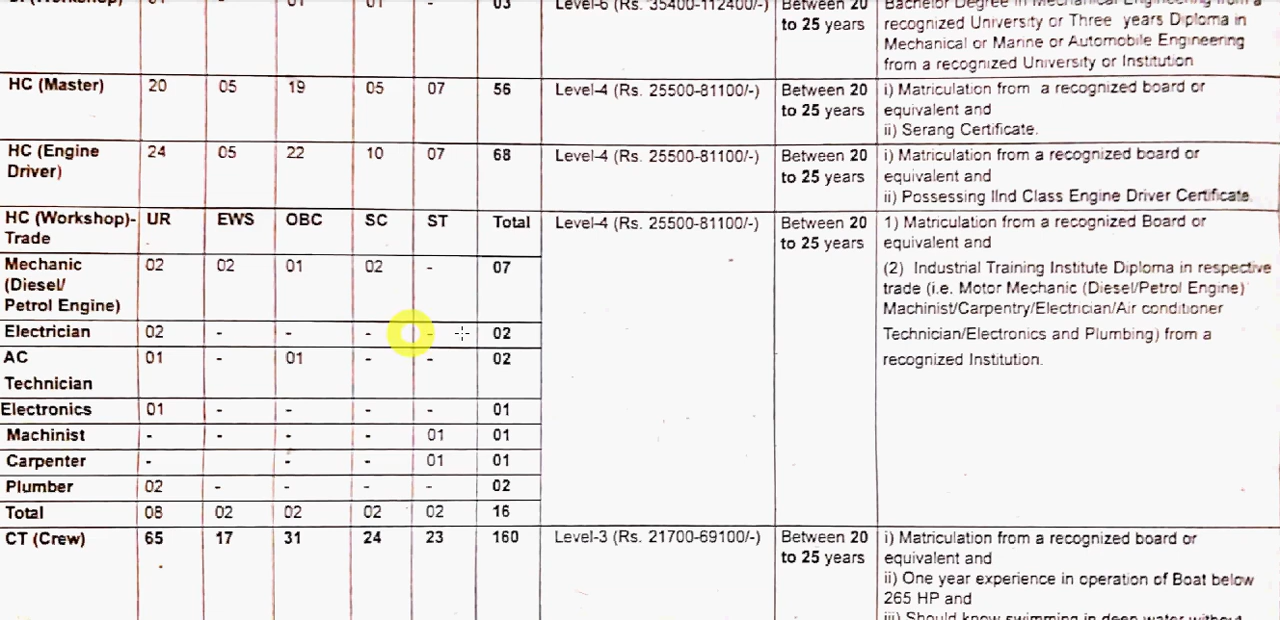 03 Level-6 (Rs. 35400-112400/-) Between 20 to 25 years
recognized University or Three years Diploma in
Mechanical or Marine or Automobile Engineering
from a recognized University or Institution
HC (Master) 20 05 19 05 07 56 Level-4 (Rs. 25500-81100/-) Between 20 to 25 years
i) Matriculation from a recognized board or
equivalent and
ii) Serang Certificate.
HC (Engine Driver) 24 05 22 10 07 68 Level-4 (Rs. 25500-81100/-) Between 20 to 25 years
i) Matriculation from a recognized board or
equivalent and
ii) Possessing IInd Class Engine Driver Certificate.
HC (Workshop)- Trade UR EWS OBC SC ST Total Level-4 (Rs. 25500-81100/-) Between 20 to 25 years
1) Matriculation from a recognized Board or
equivalent and
(2) Industrial Training Institute Diploma in respective
trade (i.e. Motor Mechanic (Diesel/Petrol Engine)
Machinist/Carpentry/Electrician/Air conditioner
Technician/Electronics and Plumbing) from a
recognized Institution.
Mechanic (Diesel/ Petrol Engine) 02 02 01 02 - 07
Electrician 02 - - - - 02
AC Technician 01 - 01 - - 02
Electronics 01 - - - - 01
Machinist - - - - 01 01
Carpenter - - - 01 01
Plumber 02 - - - - 02
Total 08 02 02 02 02 16
CT (Crew) 65 17 31 24 23 160 Level-3 (Rs. 21700-69100/-) Between 20 to 25 years
i) Matriculation from a recognized board or
equivalent and
ii) One year experience in operation of Boat below
265 HP and
iii) Should know swimming in deep water without